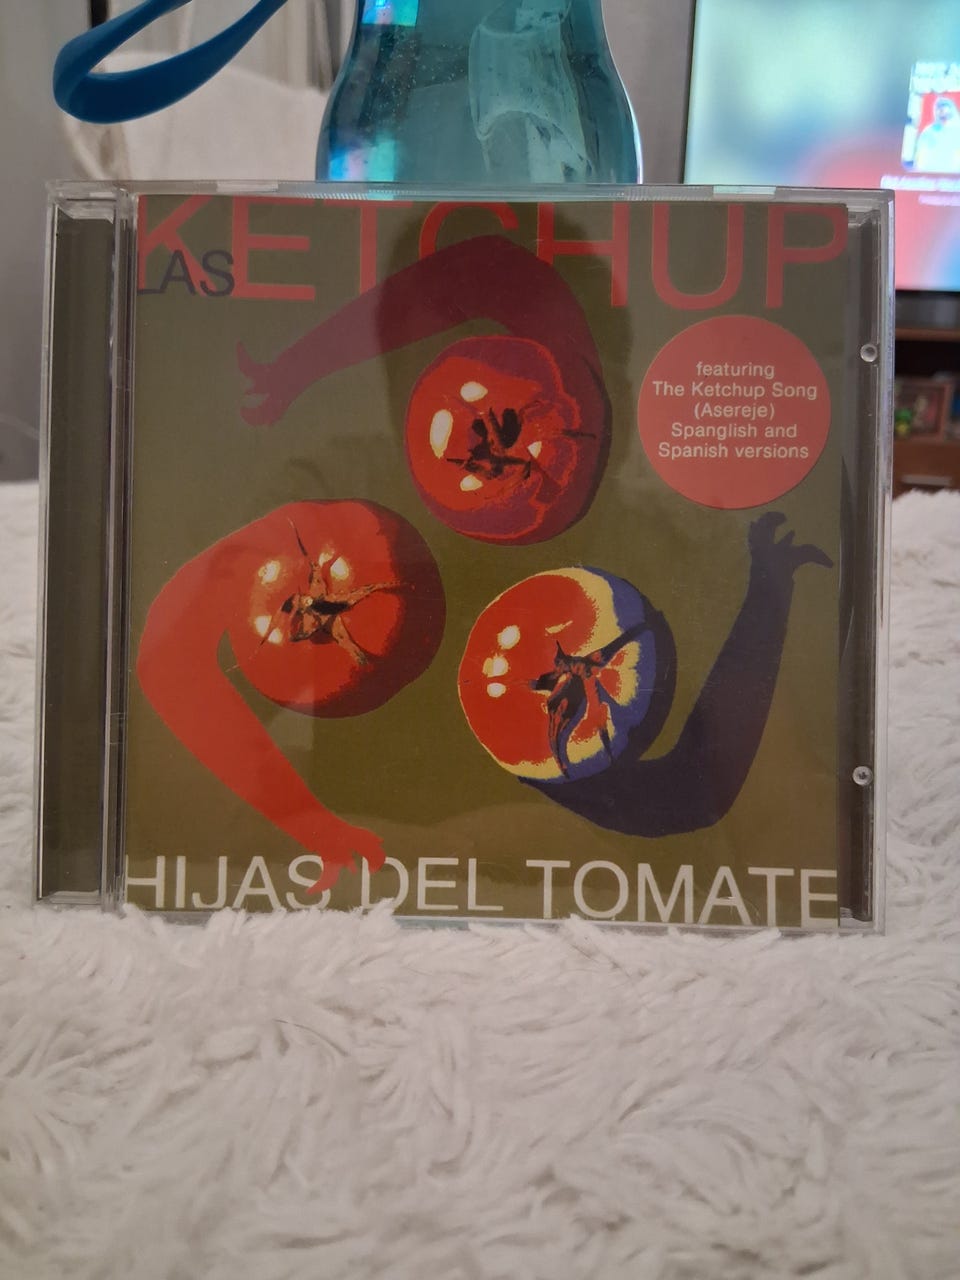 KETCHUP
LAS
featuring
The Ketchup Song
(Asereje)
Spanglish and
Spanish versions
HIJAS DEL TOMATE